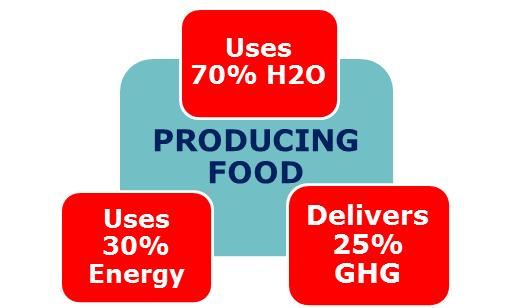 Uses
70% H2O
PRODUCING
FOOD
Uses
30%
Energy
Delivers
25%
GHG